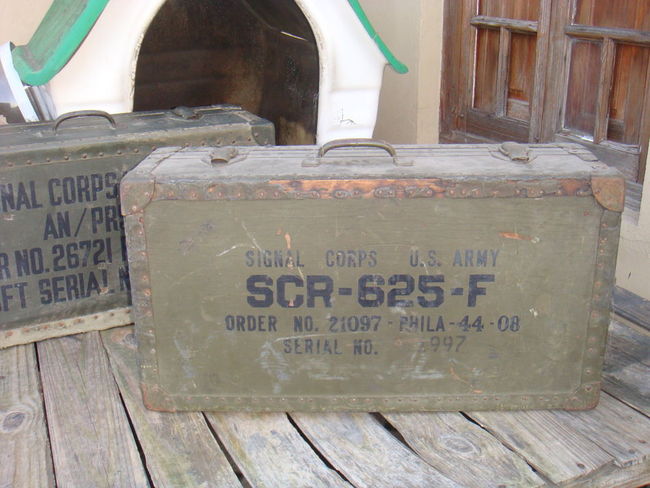 NAL CORPS
AN/PR
R NO. 26721
FT SERIAL N
SIGNAL CORPS U.S. ARMY
SCR-625-F
ORDER NO. 21097-PHILA-44-08
SERIAL NO. 997